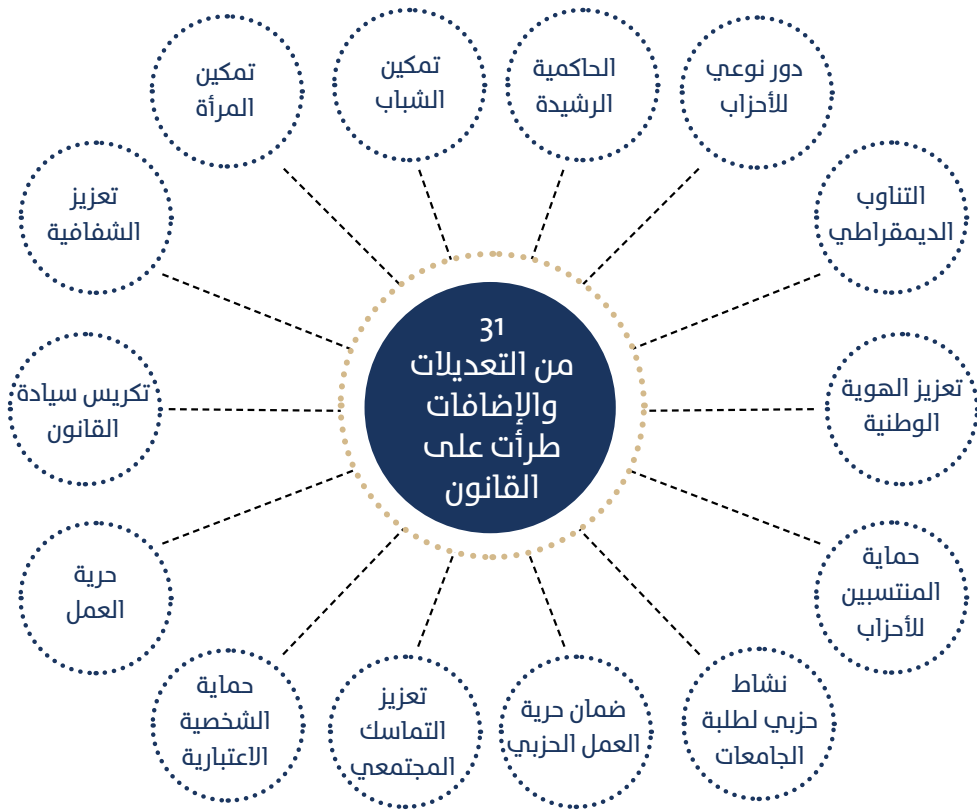 دور نوعي
للأحزاب
الحاكمية
الرشيدة
تمكين
الشباب
تمكين
المرأة
التناوب
الديمقراطي
تعزيز
الشفافية
31
من التعديلات
والإضافات
طرأت على
القانون
تعزيز الهوية
الوطنية
تكريس سيادة
القانون
حماية
المنتسبين
للأحزاب
حرية
العمل
نشاط
حزبي لطلبة
الجامعات
ضمان حرية
العمل الحزبي
تعزيز
التماسك
المجتمعي
حماية
الشخصية
الاعتبارية